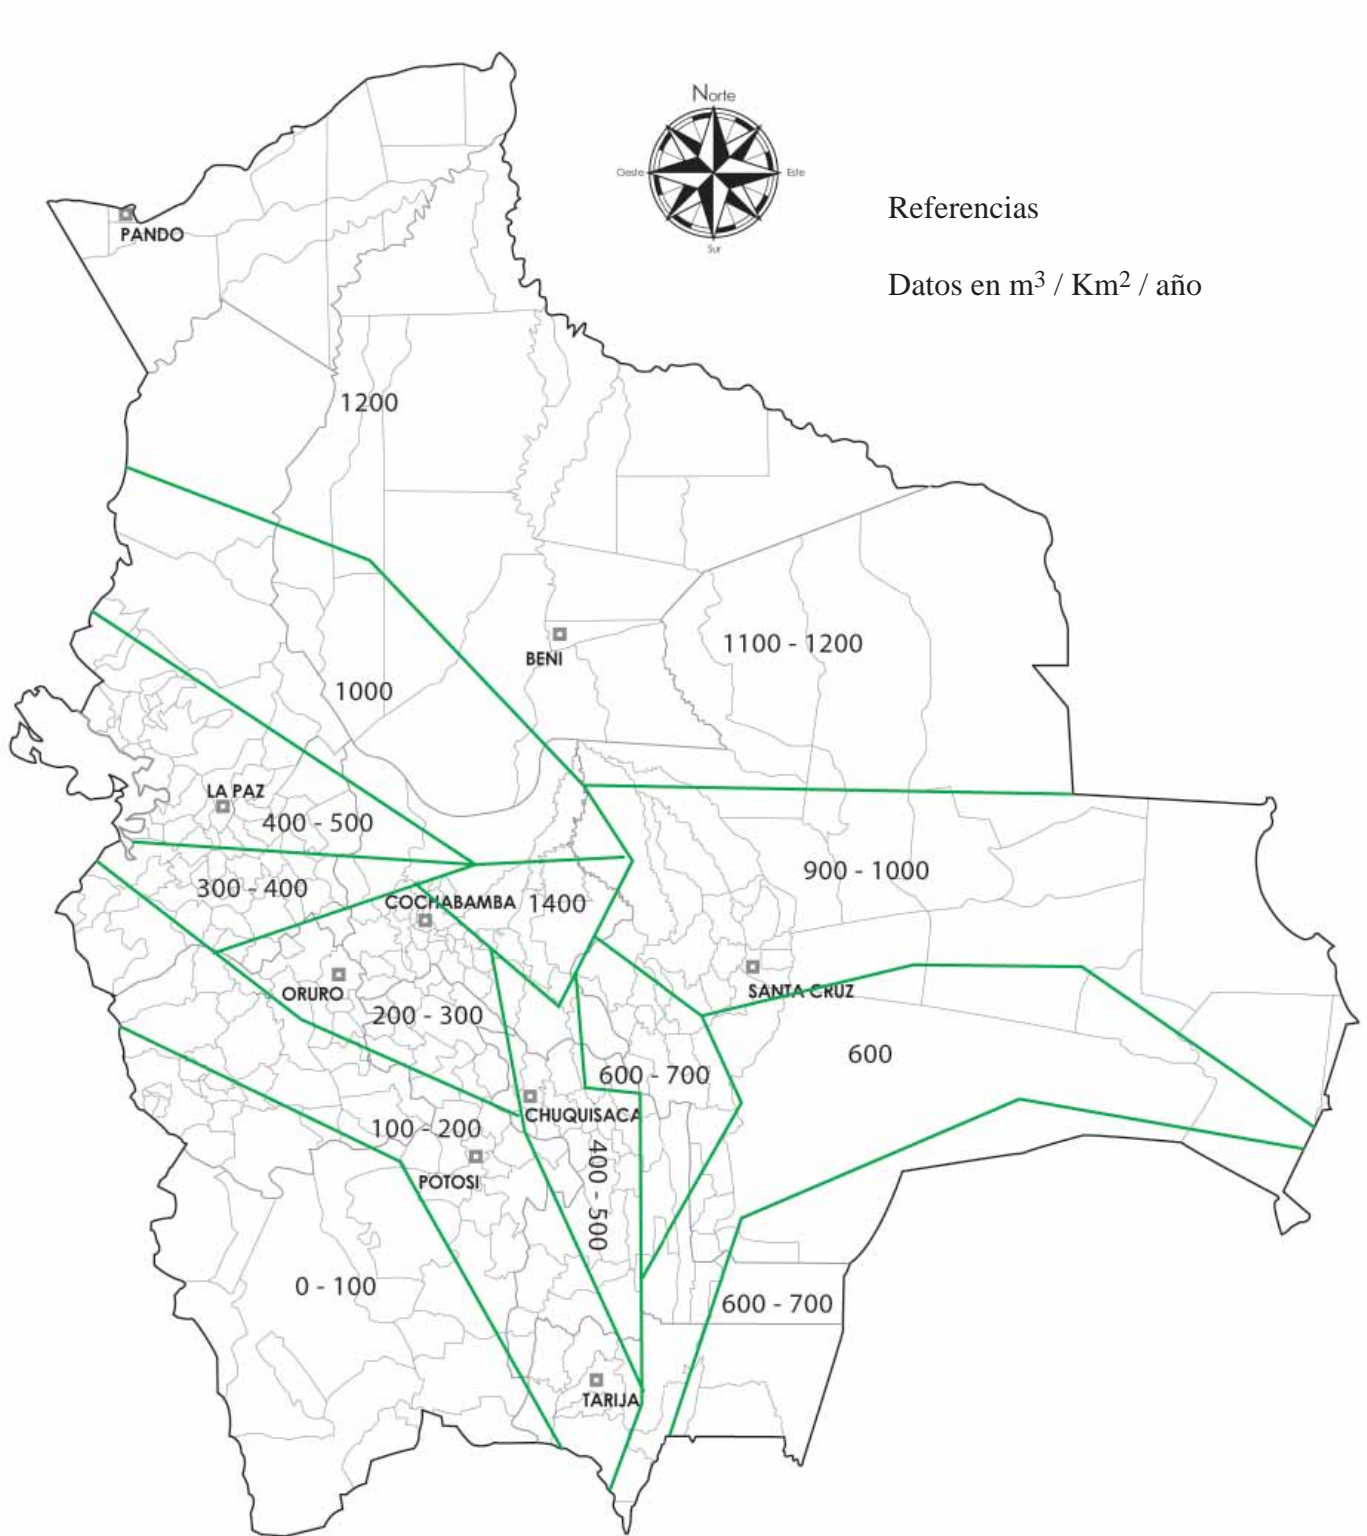 Norte
Oeste
Este
Sur
Referencias
Datos en m³ / Km² / año
PANDO
1200
1100 - 1200
BENI
1000
LA PAZ
400 - 500
900 - 1000
300 - 400
COCHABAMBA
1400
ORURO
SANTA CRUZ
200 - 300
600
600 - 700
CHUQUISACA
100 - 200
400 - 500
POTOSI
0 - 100
600 - 700
TARIJA